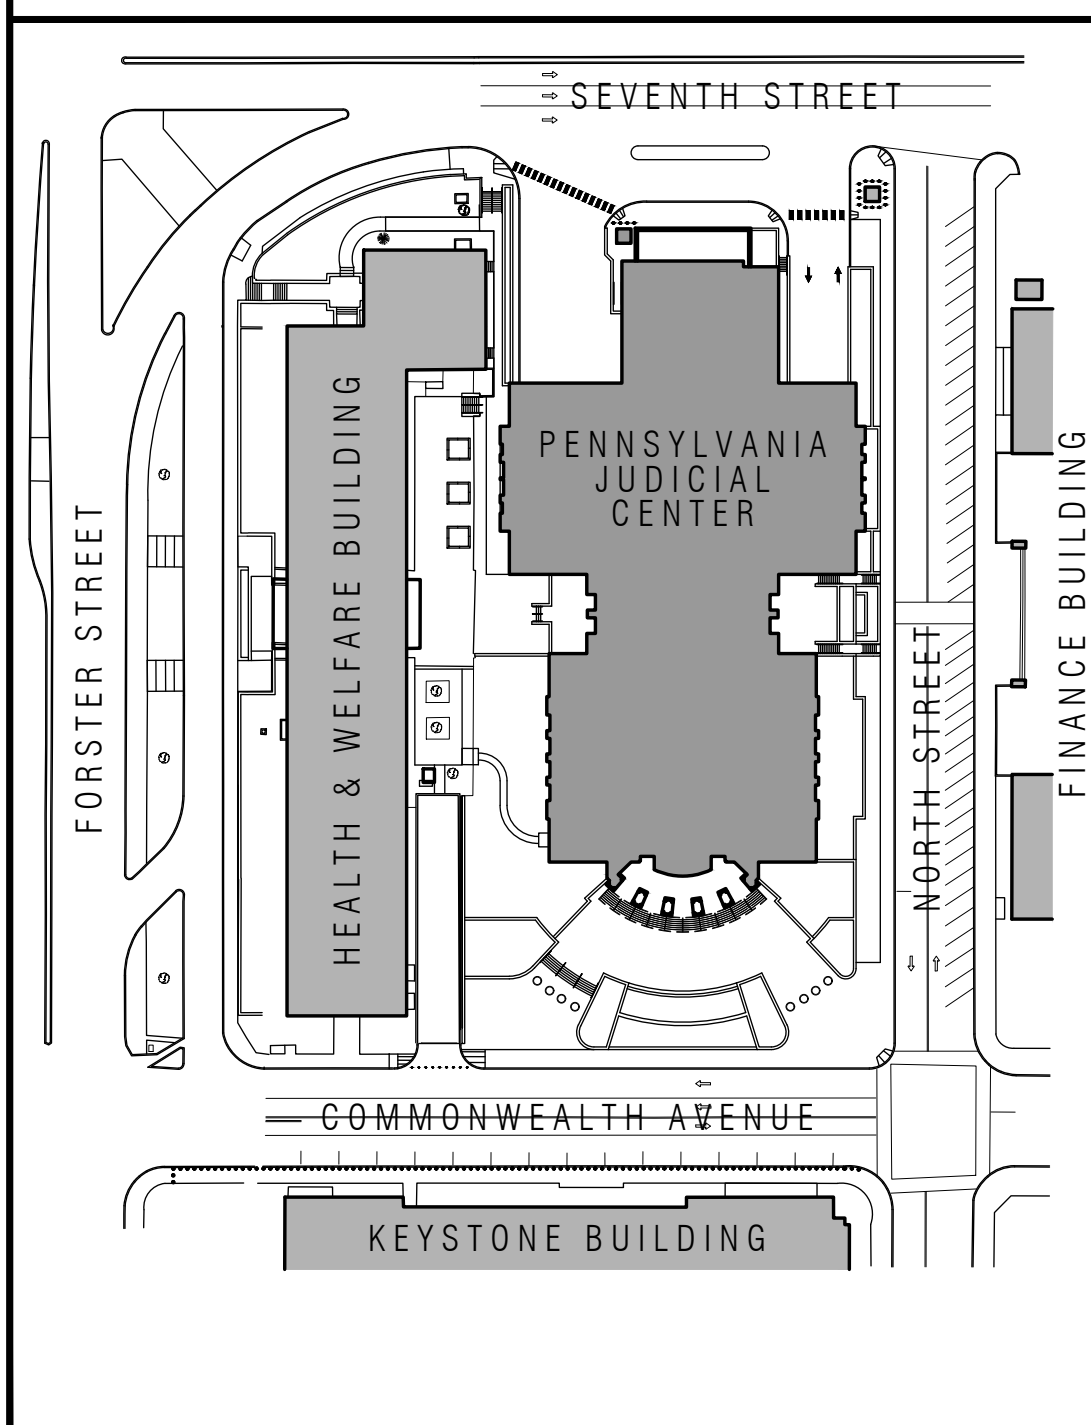 SEVENTH STREET
PENNSYLVANIA
JUDICIAL
CENTER
HEALTH & WELFARE BUILDING
FORSTER STREET
NORTH STREET
FINANCE BUILDING
COMMONWEALTH AVENUE
KEYSTONE BUILDING